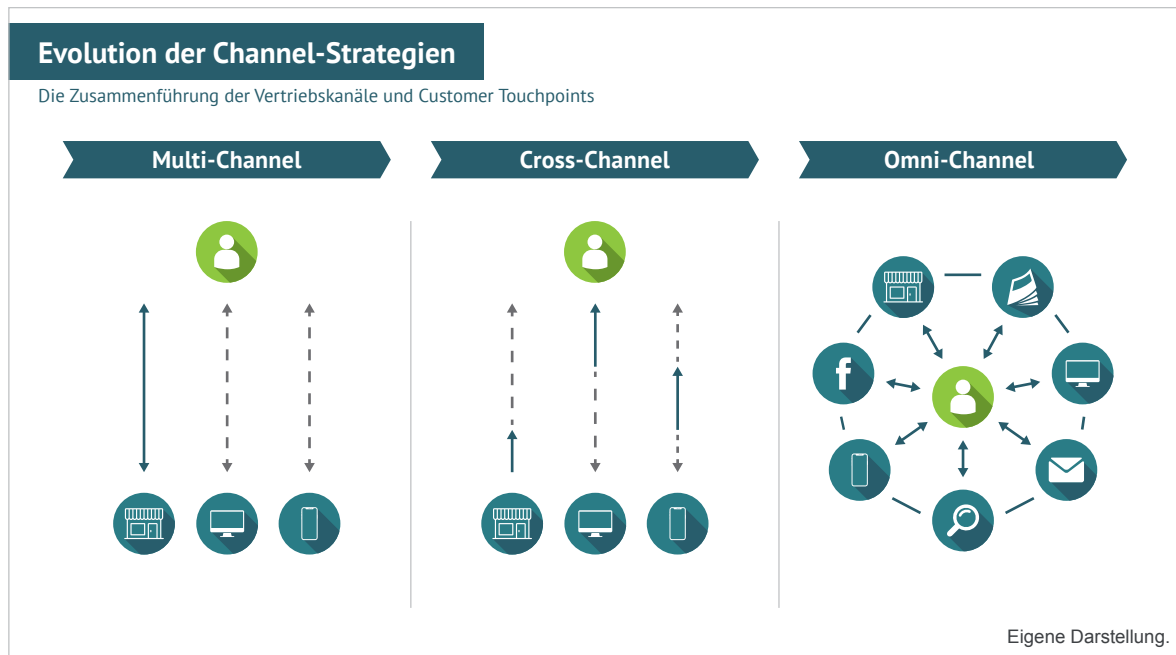 Evolution der Channel-Strategien
Die Zusammenführung der Vertriebskanäle und Customer Touchpoints
Multi-Channel
Cross-Channel
Omni-Channel
f
Eigene Darstellung.